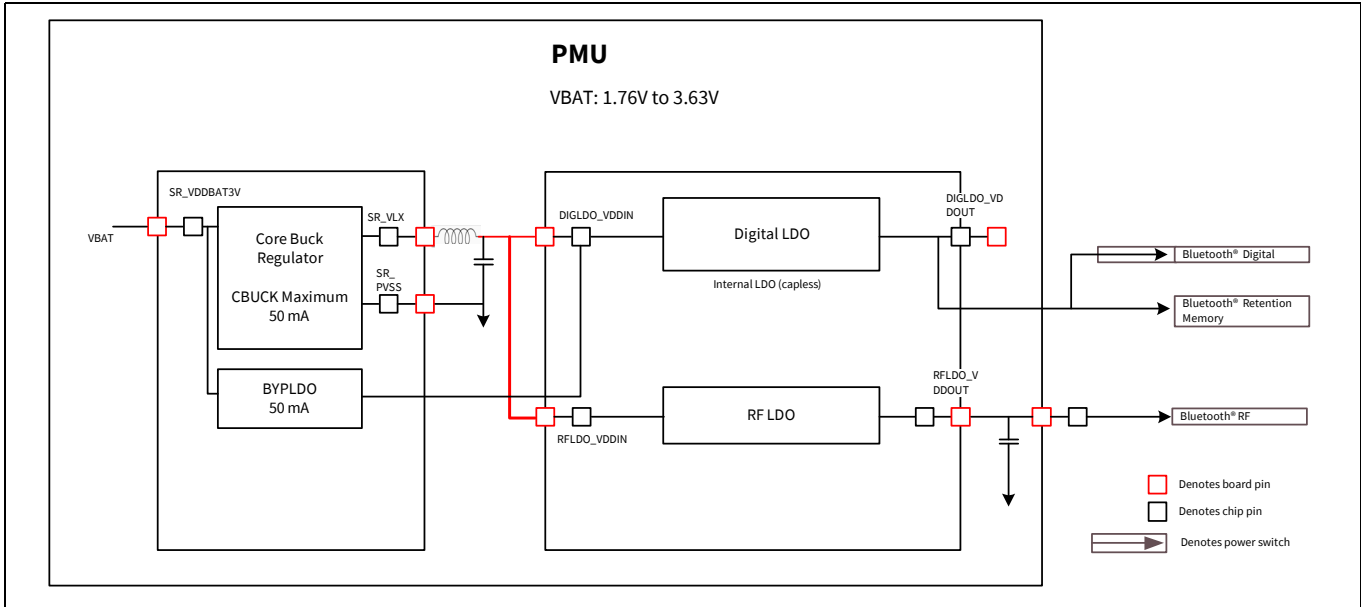 PMU
VBAT: 1.76V to 3.63V
SR_VDDBAT3V
VBAT
Core Buck
Regulator
CBUCK Maximum
50 mA
SR_VLX
SR_
PVSS
BYPLDO
50 mA
DIGLDO_VDDIN
Digital LDO
Internal LDO (capless)
DIGLDO_VD
DOUT
RFLDO_VDDIN
RF LDO
RFLDO_V
DDOUT
Bluetooth® Digital
Bluetooth® Retention
Memory
Bluetooth® RF
Denotes board pin
Denotes chip pin
Denotes power switch